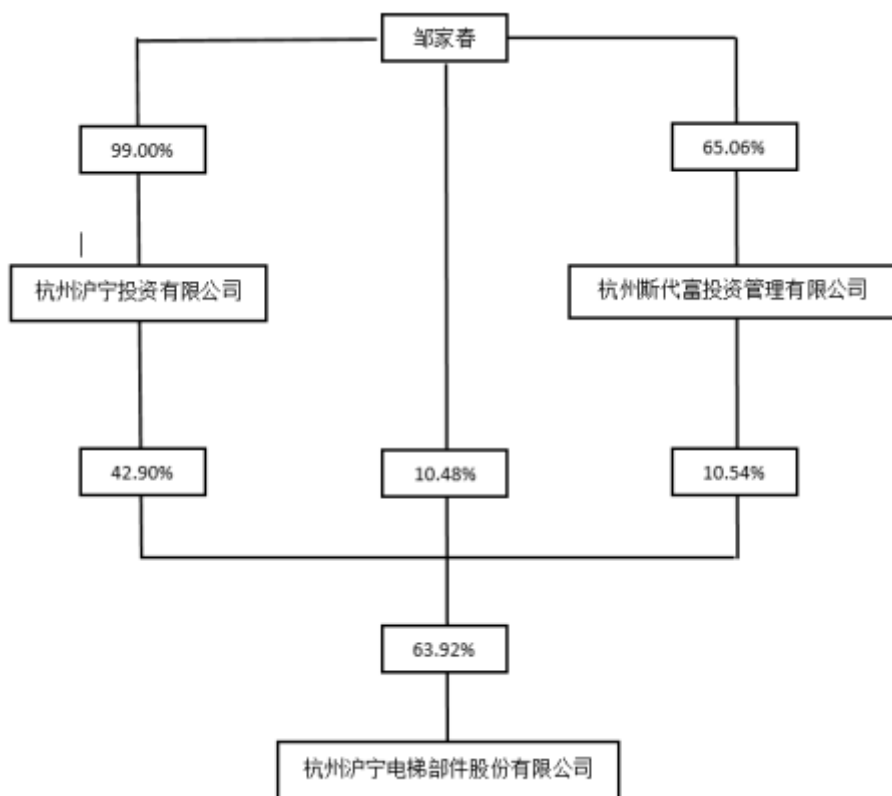 邹家春
99.00%
65.06%
杭州沪宁投资有限公司
杭州斯代富投资管理有限公司
42.90%
10.48%
10.54%
63.92%
杭州沪宁电梯部件股份有限公司